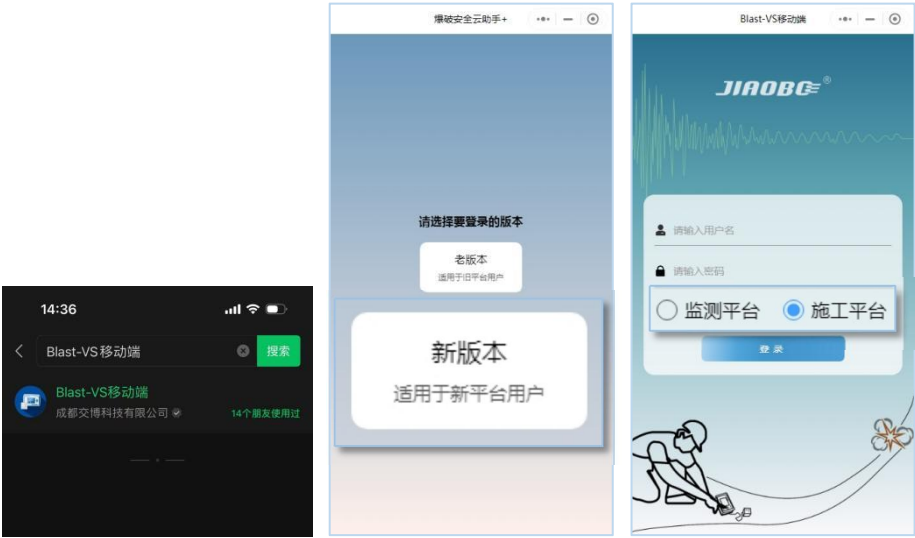 14:36
Blast-VS移动端
搜索
Blast-VS移动端
成都交博科技有限公司
14个朋友使用过
爆破安全云助手+
请选择要登录的版本
老版本
适用于旧平台用户
新版本
适用于新平台用户
Blast-VS移动端
JIAOBO®
请输入用户名
请输入密码
监测平台 施工平台
登录